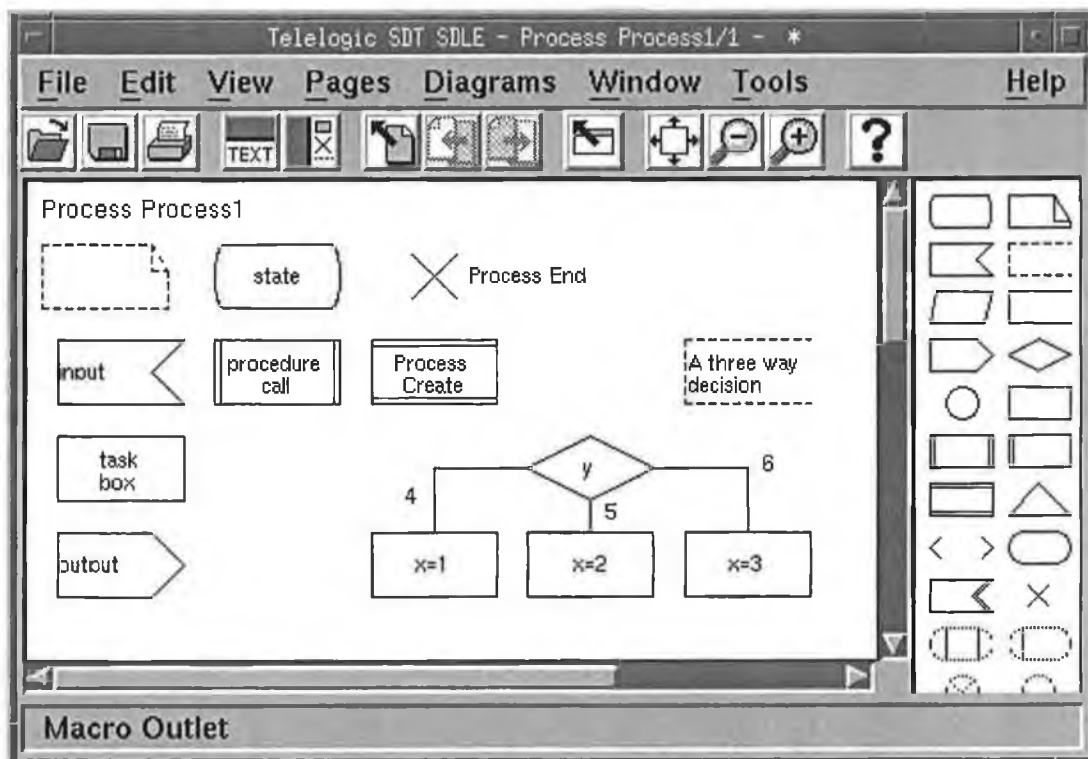 Telelogic SDT SDLE - Process Process1/1 - *
File Edit View Pages Diagrams Window Tools Help
TEXT
?
Process Process1
state
Process End
input
procedure
call
Process
Create
A three way
decision
task
box
y
4
5
6
output
x=1
x=2
x=3
Macro Outlet